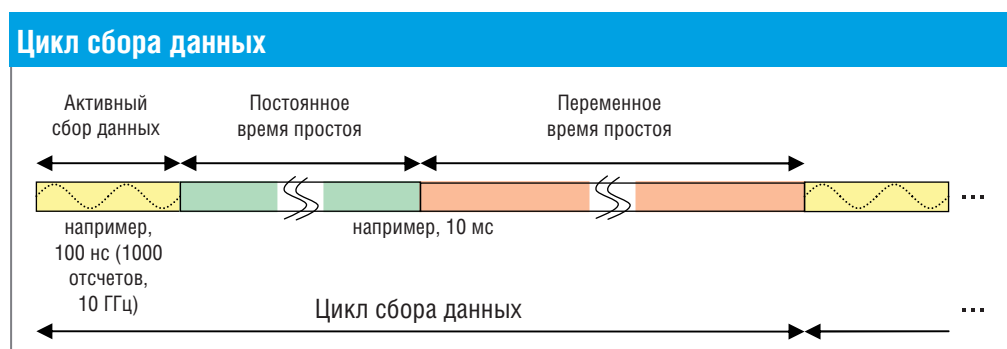 Цикл сбора данных
Активный
сбор данных
Постоянное
время простоя
Переменное
время простоя
...
например,
100 нс (1000
отсчетов,
10 ГГц)
например, 10 мс
Цикл сбора данных
...